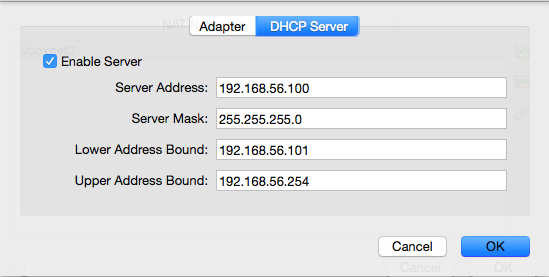 NAT
Adapter
DHCP Server
Enable Server
Server Address: 192.168.56.100
Server Mask: 255.255.255.0
Lower Address Bound: 192.168.56.101
Upper Address Bound: 192.168.56.254
Cancel
OK
?
Cancel
OK